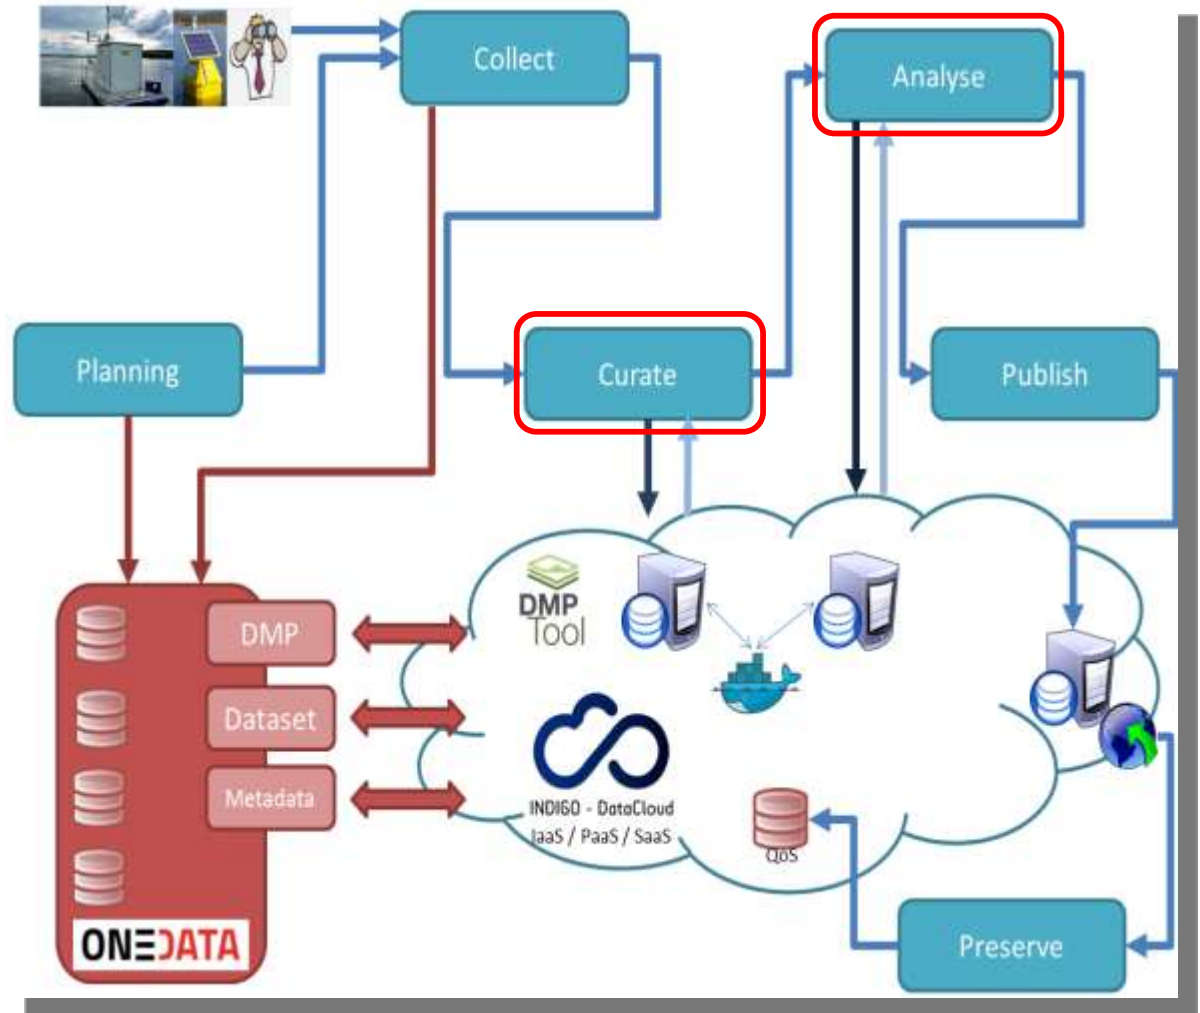 Collect
Analyse
Planning
Curate
Publish
DMP
Tool
DMP
Dataset
Metadata
INDIGO - DataCloud
IaaS / PaaS / SaaS
QoS
ONEDATA
Preserve